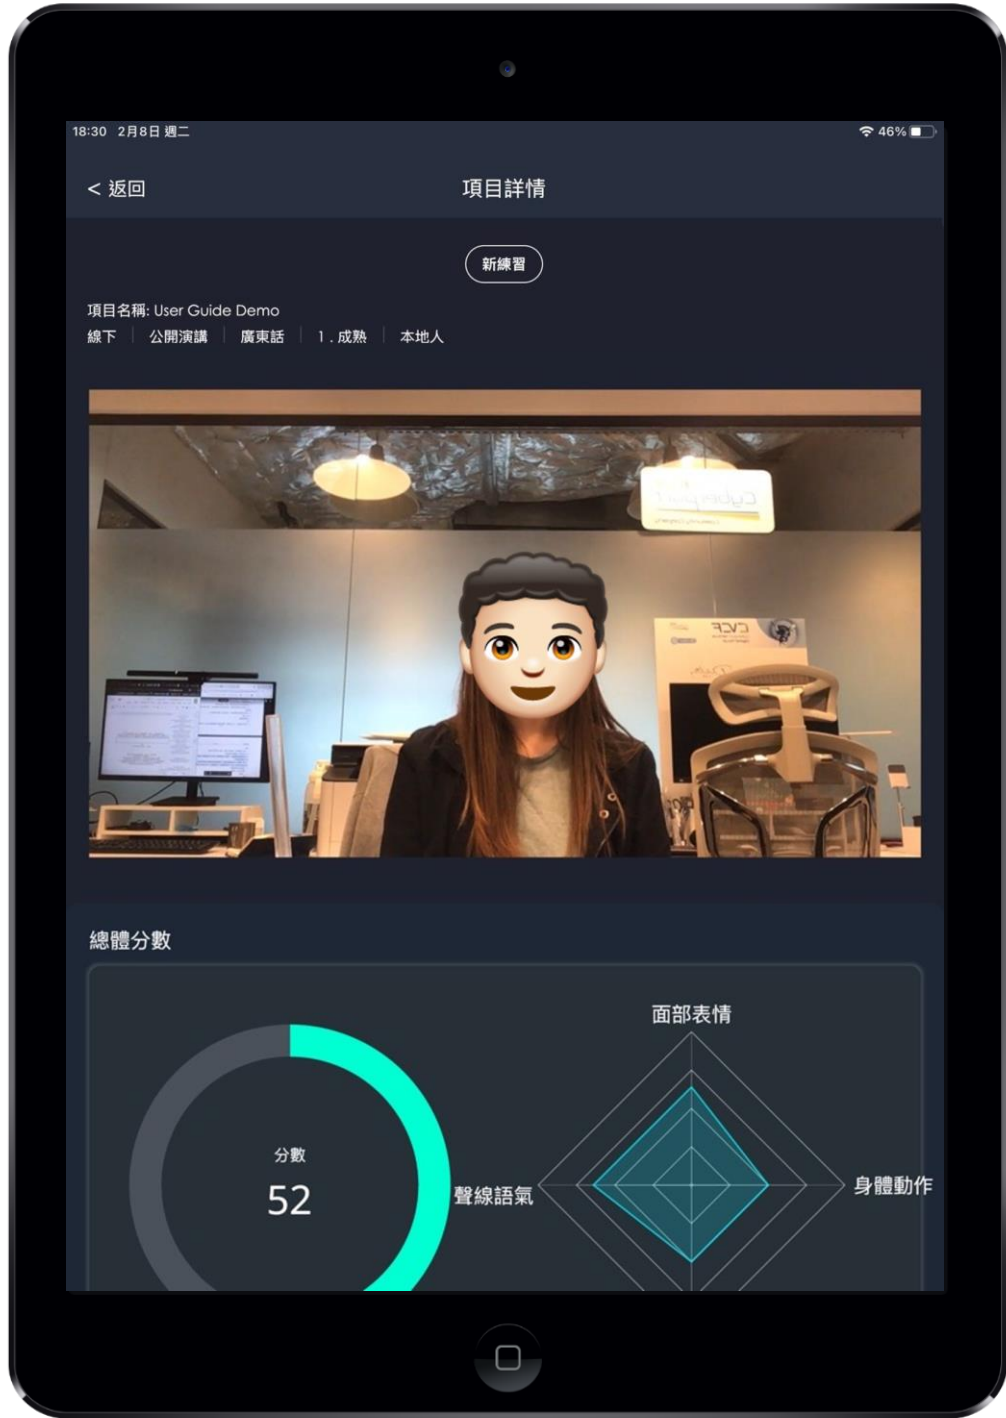 18:30 2月8日 週二 46%
< 返回 項目詳情
新練習
項目名稱: User Guide Demo
線下 | 公開演講 | 廣東話 | 1 . 成熟 | 本地人
Cyberport
CVCF
總體分數
面部表情
分數
52
聲線語氣
身體動作